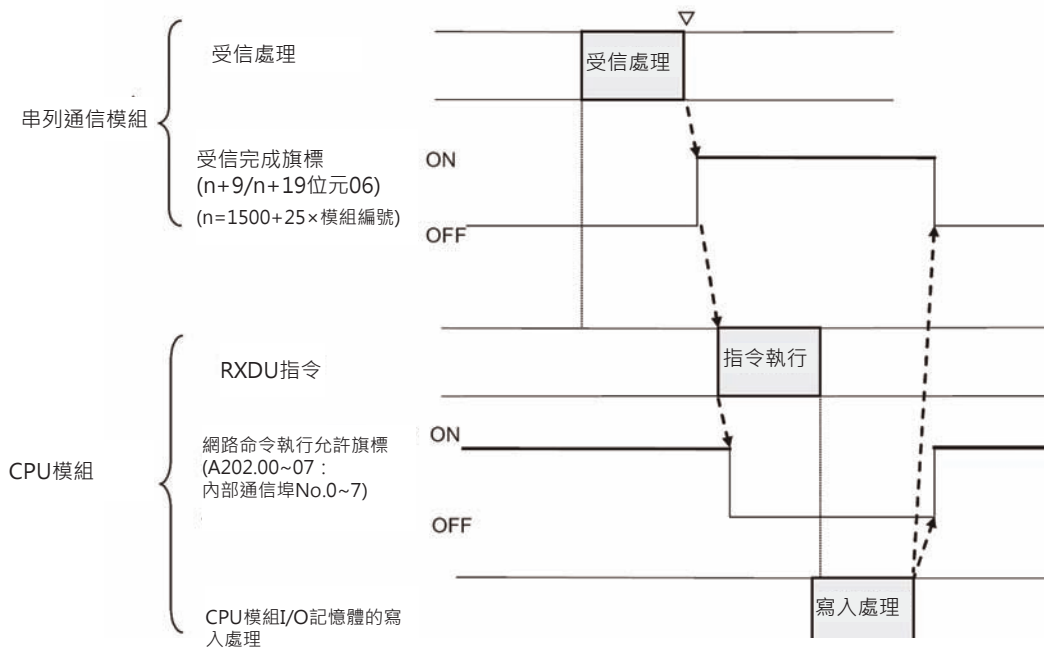 受信處理
受信處理
串列通信模組
受信完成旗標
(n+9/n+19位元06)
(n=1500+25×模組編號)
ON
OFF
RXDU指令
指令執行
CPU模組
網路命令執行允許旗標
(A202.00~07：
內部通信埠No.0~7)
ON
OFF
CPU模組I/O記憶體的寫
入處理
寫入處理